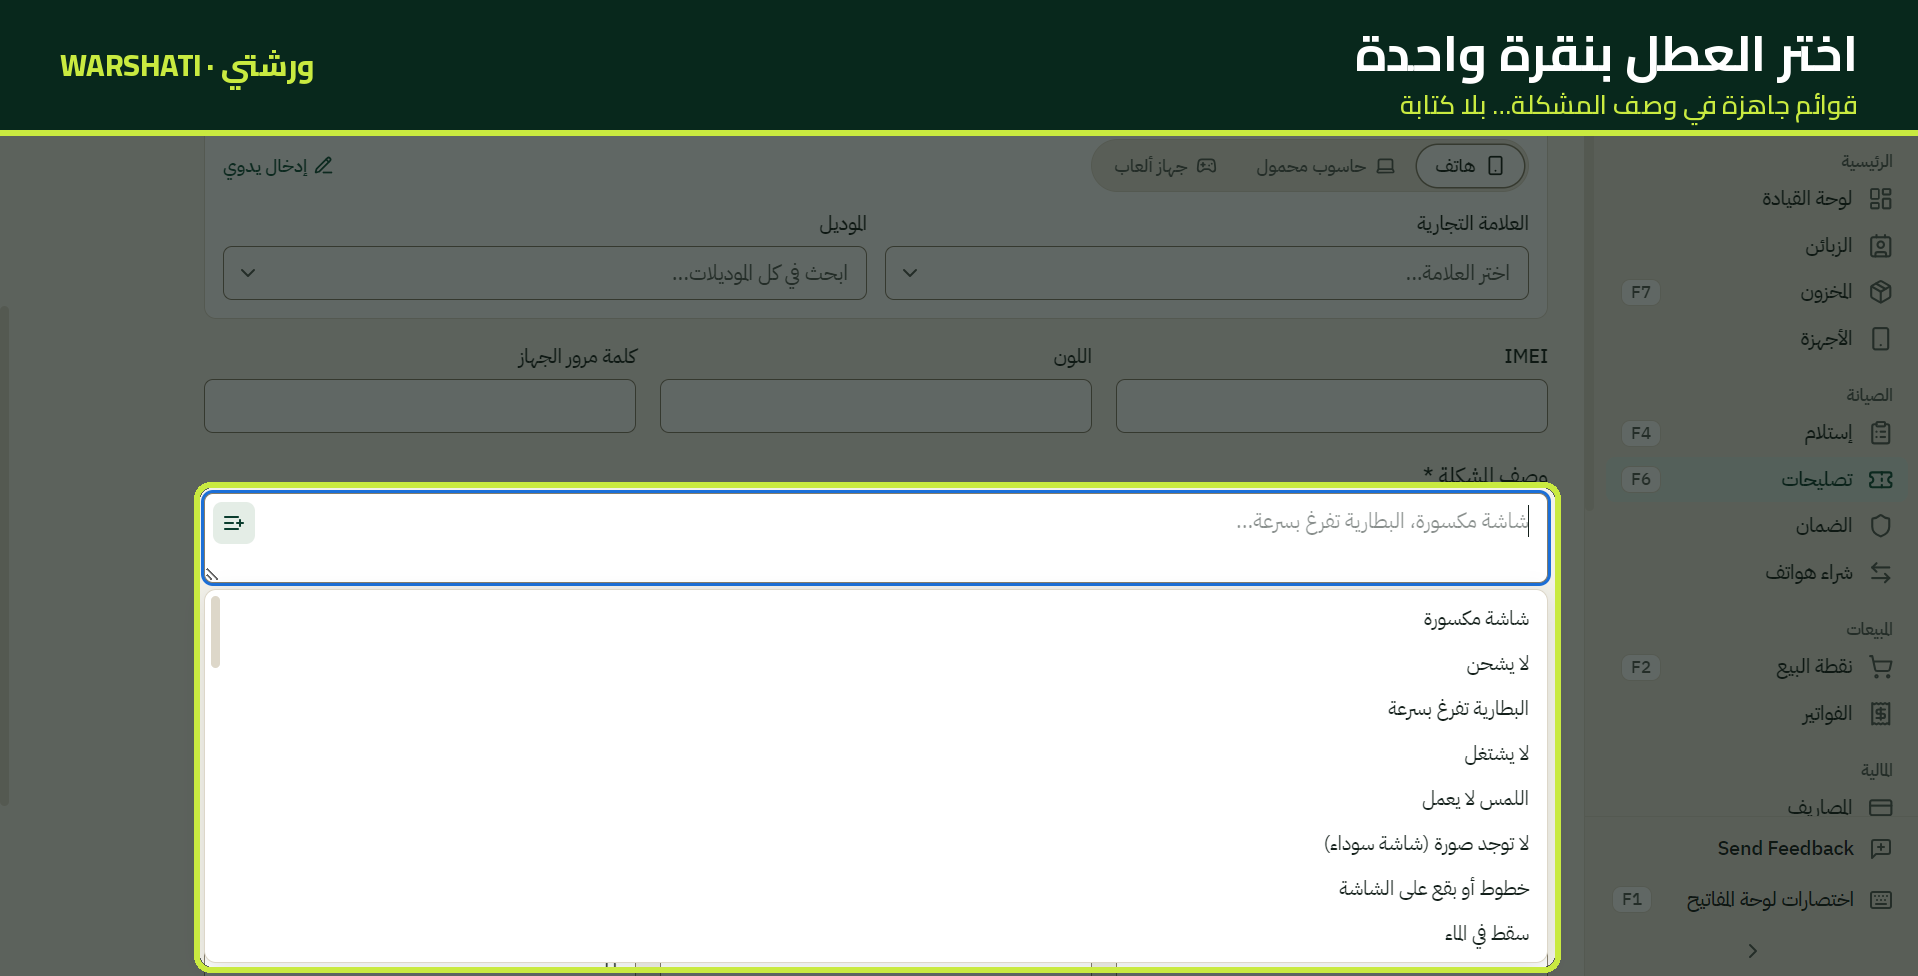 اختر العطل بنقرة واحدة
قوائم جاهزة في وصف المشكلة... بلا كتابة
ورشتي · WARSHATI
الرئيسية
لوحة القيادة
الزبائن
المخزون F7
الأجهزة
الصيانة
إستلام F4
تصليحات F6
الضمان
شراء هواتف
المبيعات
نقطة البيع F2
الفواتير
المالية
المصاريف
Send Feedback
اختصارات لوحة المفاتيح F1
هاتف
حاسوب محمول
جهاز ألعاب
إدخال يدوي
العلامة التجارية
الموديل
اختر العلامة...
ابحث في كل الموديلات...
IMEI
اللون
كلمة مرور الجهاز
وصف المشكلة *
شاشة مكسورة، البطارية تفرغ بسرعة...
شاشة مكسورة
لا يشحن
البطارية تفرغ بسرعة
لا يشتغل
اللمس لا يعمل
لا توجد صورة (شاشة سوداء)
خطوط أو بقع على الشاشة
سقط في الماء